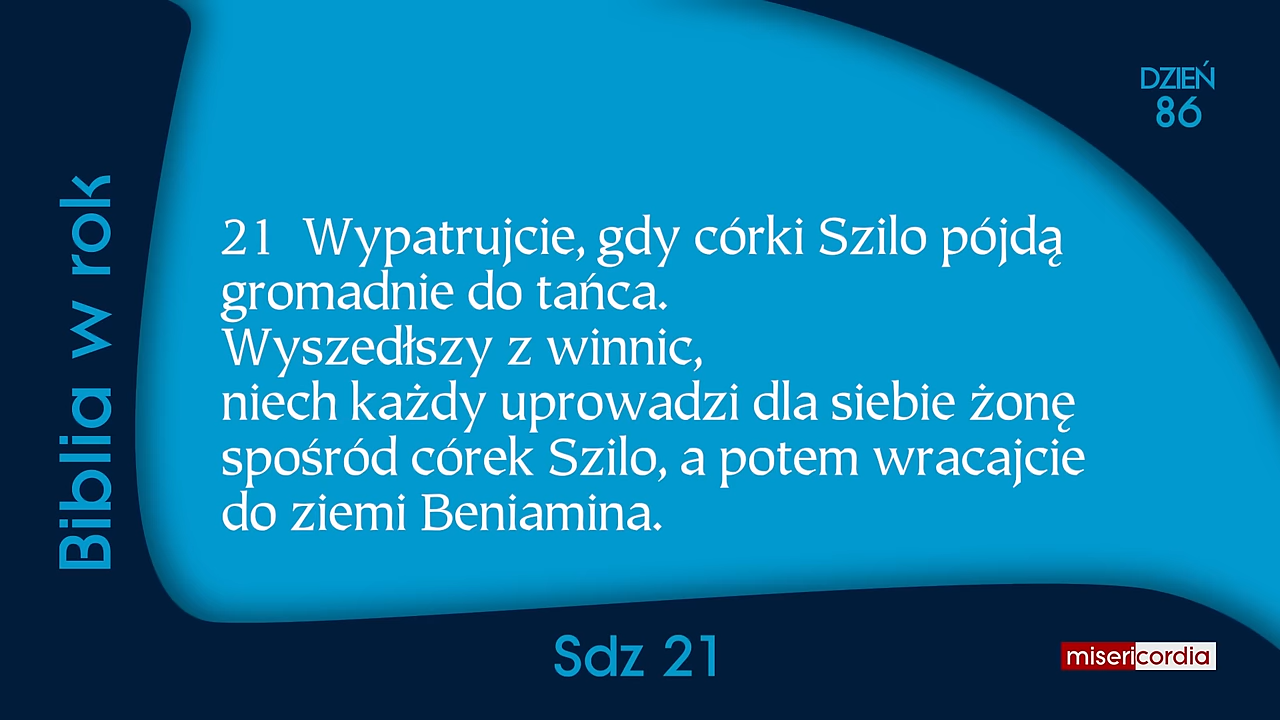 DZIEŃ
86
Biblia w rok
21 Wypatrujcie, gdy córki Szilo pójdą
gromadnie do tańca.
Wyszedłszy z winnic,
niech każdy uprowadzi dla siebie żonę
spośród córek Szilo, a potem wracajcie
do ziemi Beniamina.
Sdz 21
misericordia